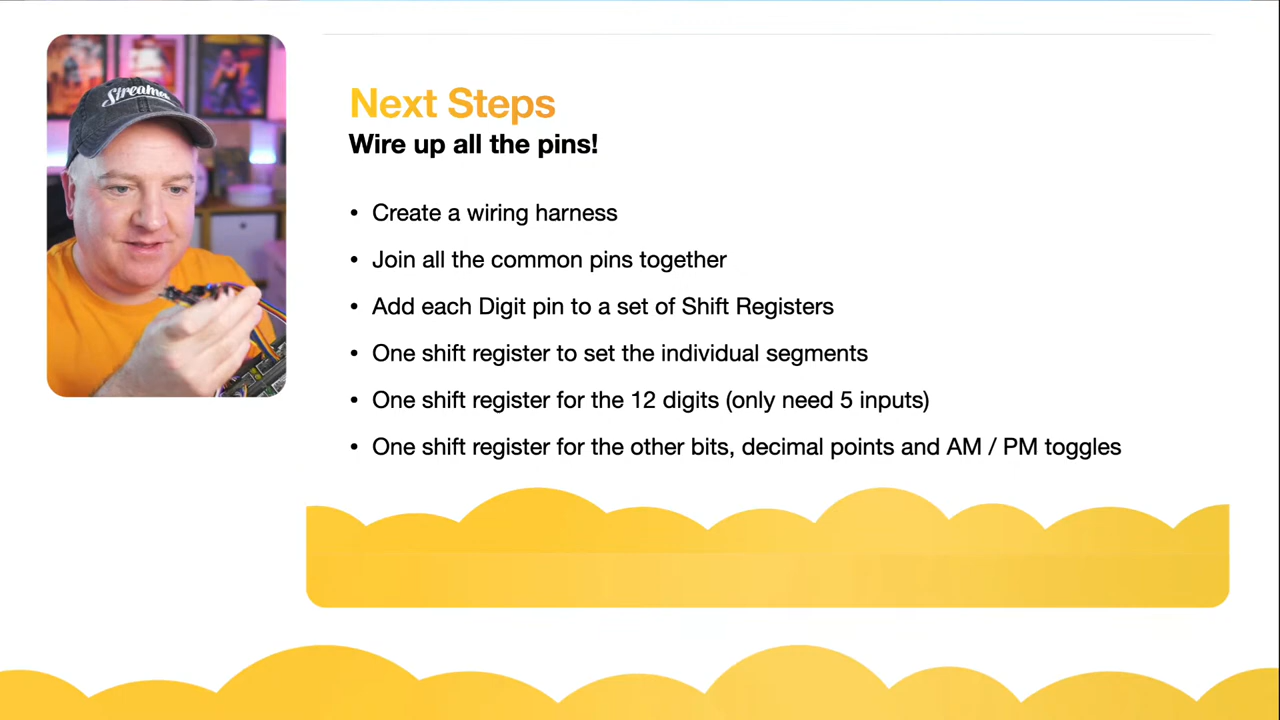 Streamer
Next Steps
Wire up all the pins!
• Create a wiring harness
• Join all the common pins together
• Add each Digit pin to a set of Shift Registers
• One shift register to set the individual segments
• One shift register for the 12 digits (only need 5 inputs)
• One shift register for the other bits, decimal points and AM / PM toggles